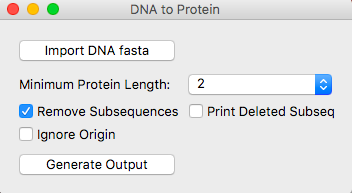 DNA to Protein
Import DNA fasta
Minimum Protein Length: 2
Remove Subsequences Print Deleted Subseq
Ignore Origin
Generate Output